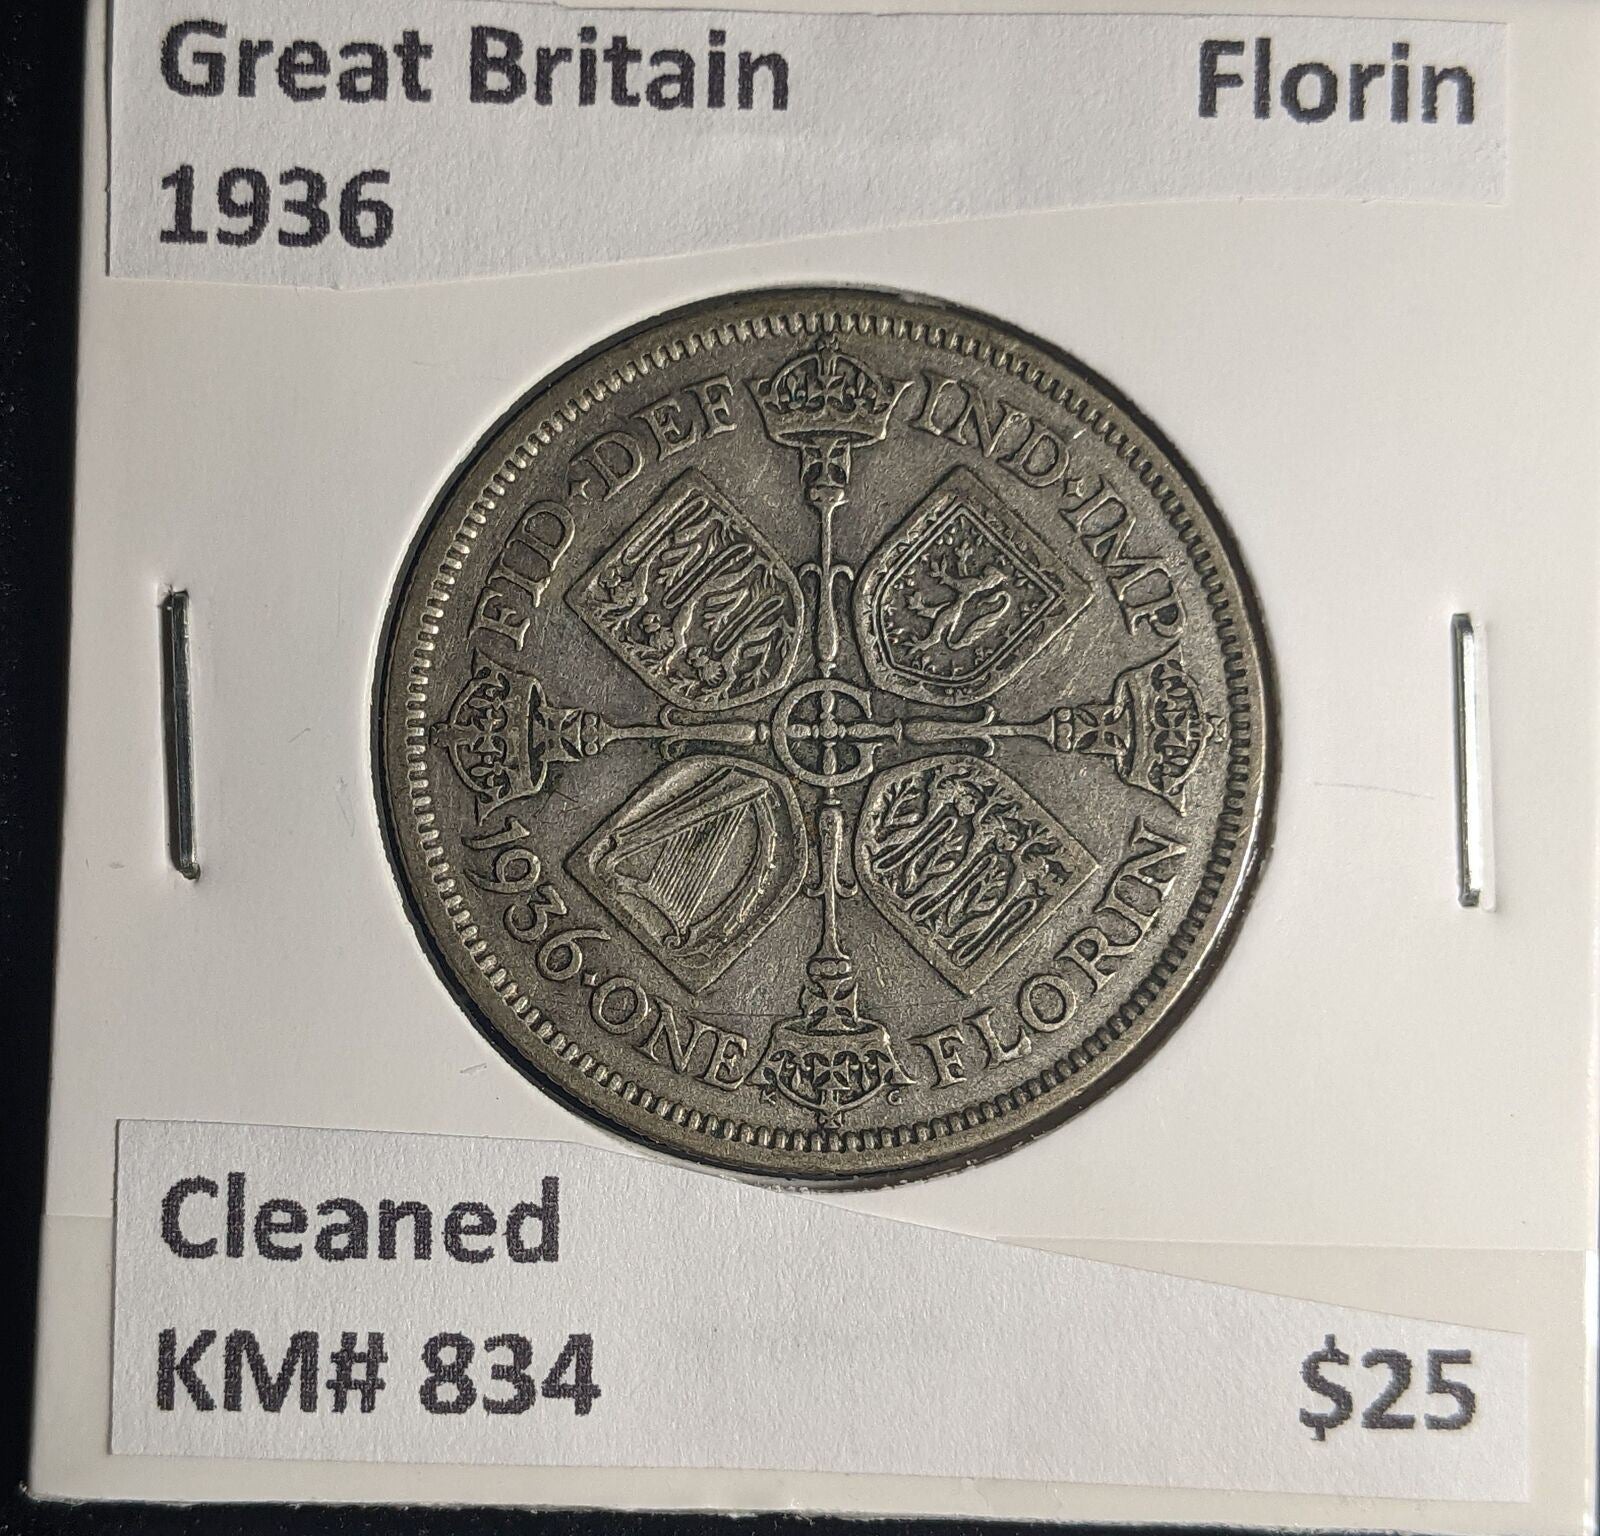 Great Britain Florin
1936
FID·DEF IND·IMP
1936·ONE FLORIN
G
K G
Cleaned
KM# 834 $25